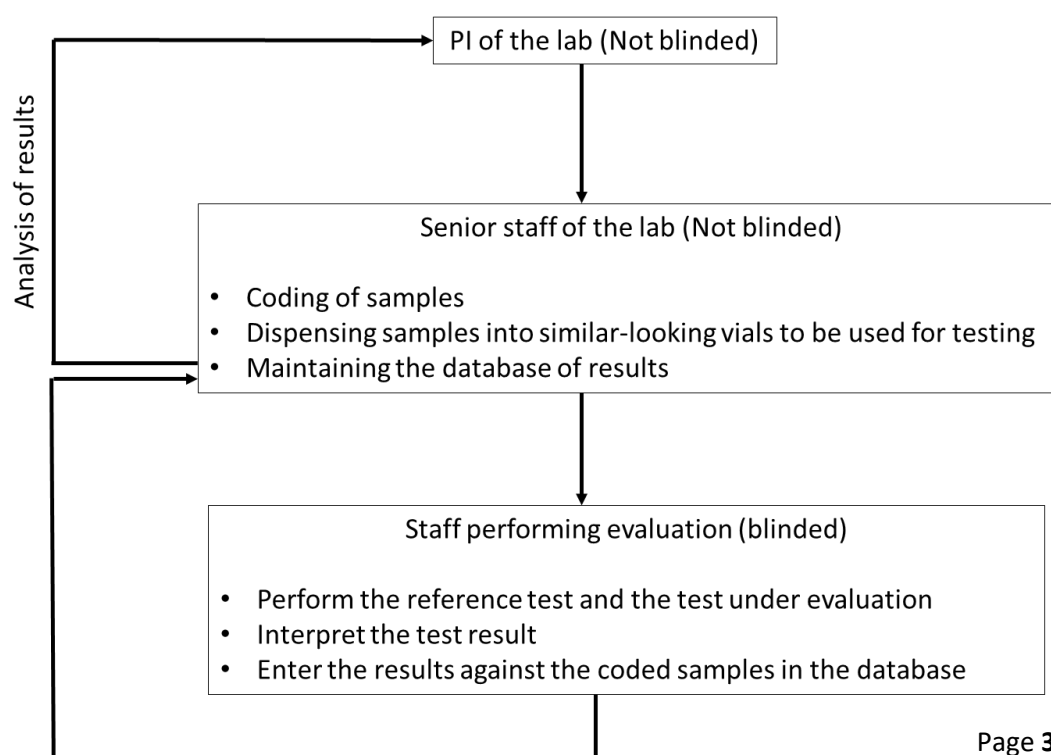 PI of the lab (Not blinded)
Analysis of results
Senior staff of the lab (Not blinded)
• Coding of samples
• Dispensing samples into similar-looking vials to be used for testing
• Maintaining the database of results
Staff performing evaluation (blinded)
• Perform the reference test and the test under evaluation
• Interpret the test result
• Enter the results against the coded samples in the database
Page 3